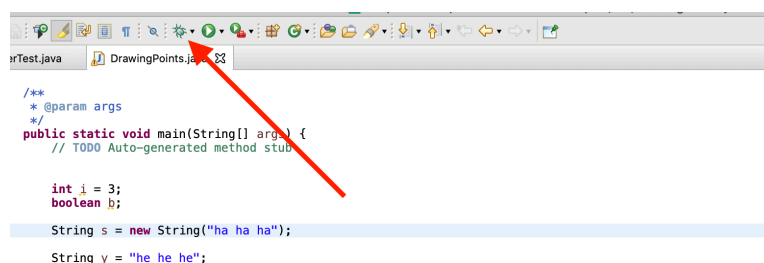 erTest.java
DrawingPoints.java
/**
* @param args
*/
public static void main(String[] args) {
// TODO Auto-generated method stub
int i = 3;
boolean b;
String s = new String("ha ha ha");
String y = "he he he";